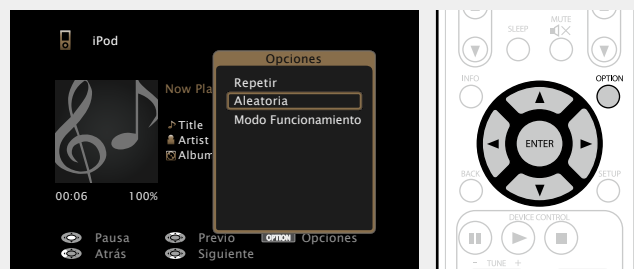 iPod
Opciones
Now Pla
Repetir
Aleatoria
Modo Funcionamiento
Title
Artist
Album
00:06 100%
Pausa Previo OPTION Opciones
Atrás Siguiente
SLEEP MUTE
INFO OPTION
ENTER
BACK SETUP
DEVICE CONTROL
- TUNE +